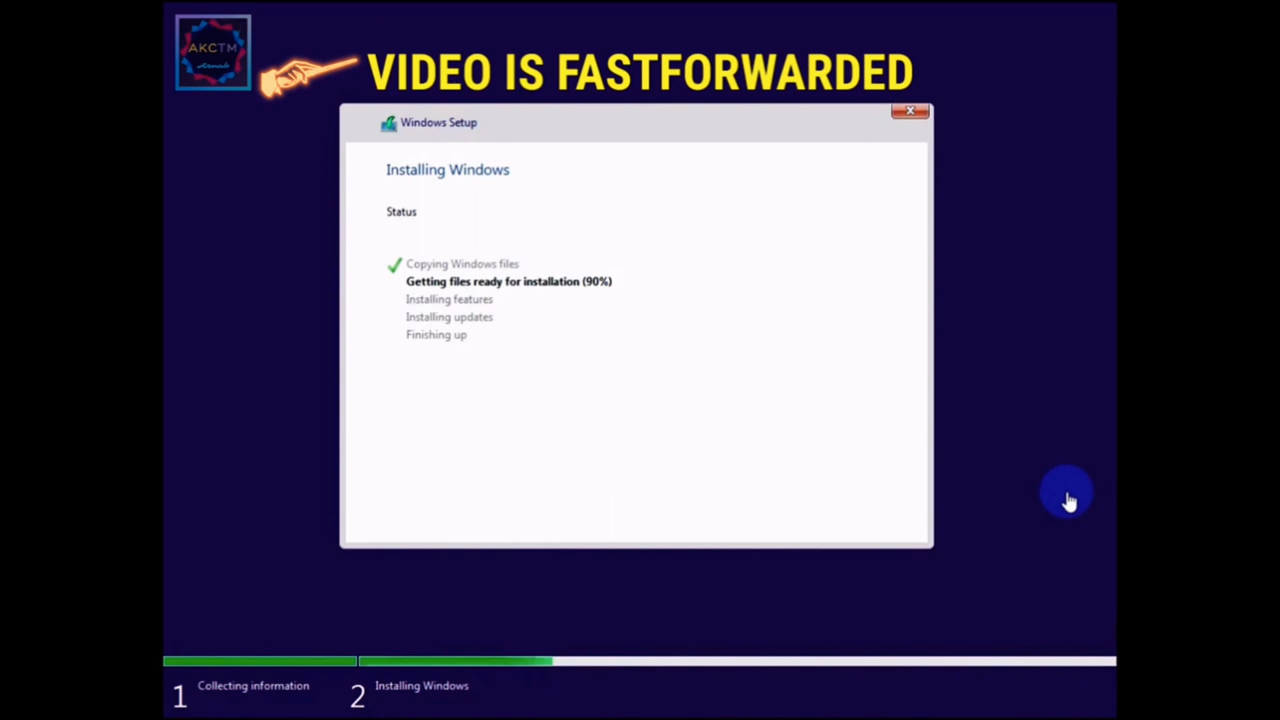 AKCTM
VIDEO IS FASTFORWARDED
Windows Setup
Installing Windows
Status
Copying Windows files
Getting files ready for installation (90%)
Installing features
Installing updates
Finishing up
1 Collecting information
2 Installing Windows